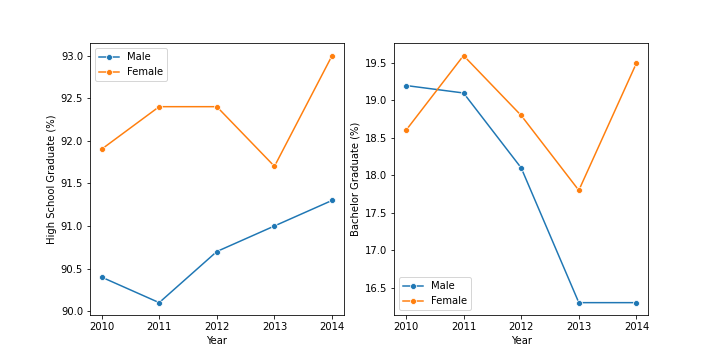 High School Graduate (%)
93.0
92.5
92.0
91.5
91.0
90.5
90.0
Male
Female
2010 2011 2012 2013 2014
Year
Bachelor Graduate (%)
19.5
19.0
18.5
18.0
17.5
17.0
16.5
Male
Female
2010 2011 2012 2013 2014
Year